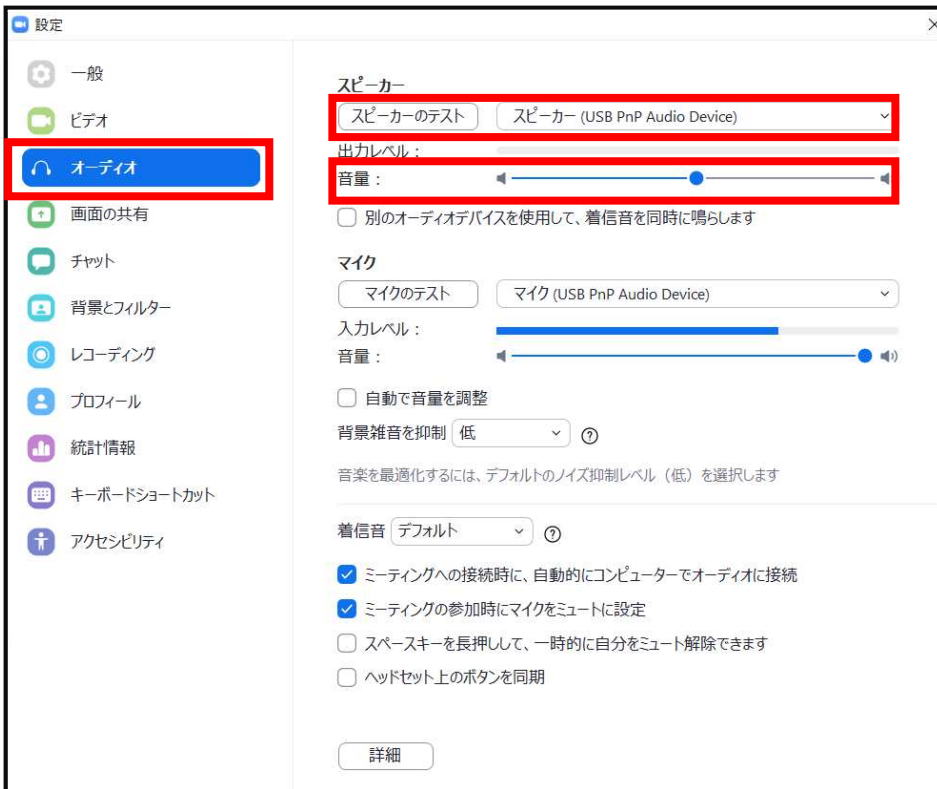 設定
一般
ビデオ
オーディオ
画面の共有
チャット
背景とフィルター
レコーディング
プロフィール
統計情報
キーボードショートカット
アクセシビリティ
スピーカー
スピーカーのテスト スピーカー (USB PnP Audio Device)
出力レベル：
音量：
別のオーディオデバイスを使用して、着信音を同時に鳴らします
マイク
マイクのテスト マイク (USB PnP Audio Device)
入力レベル：
音量：
自動で音量を調整
背景雑音を抑制 低
音楽を最適化するには、デフォルトのノイズ抑制レベル（低）を選択します
着信音 デフォルト
ミーティングへの接続時に、自動的にコンピューターでオーディオに接続
ミーティングの参加時にマイクをミュートに設定
スペースキーを長押しして、一時的に自分をミュート解除できます
ヘッドセット上のボタンを同期
詳細